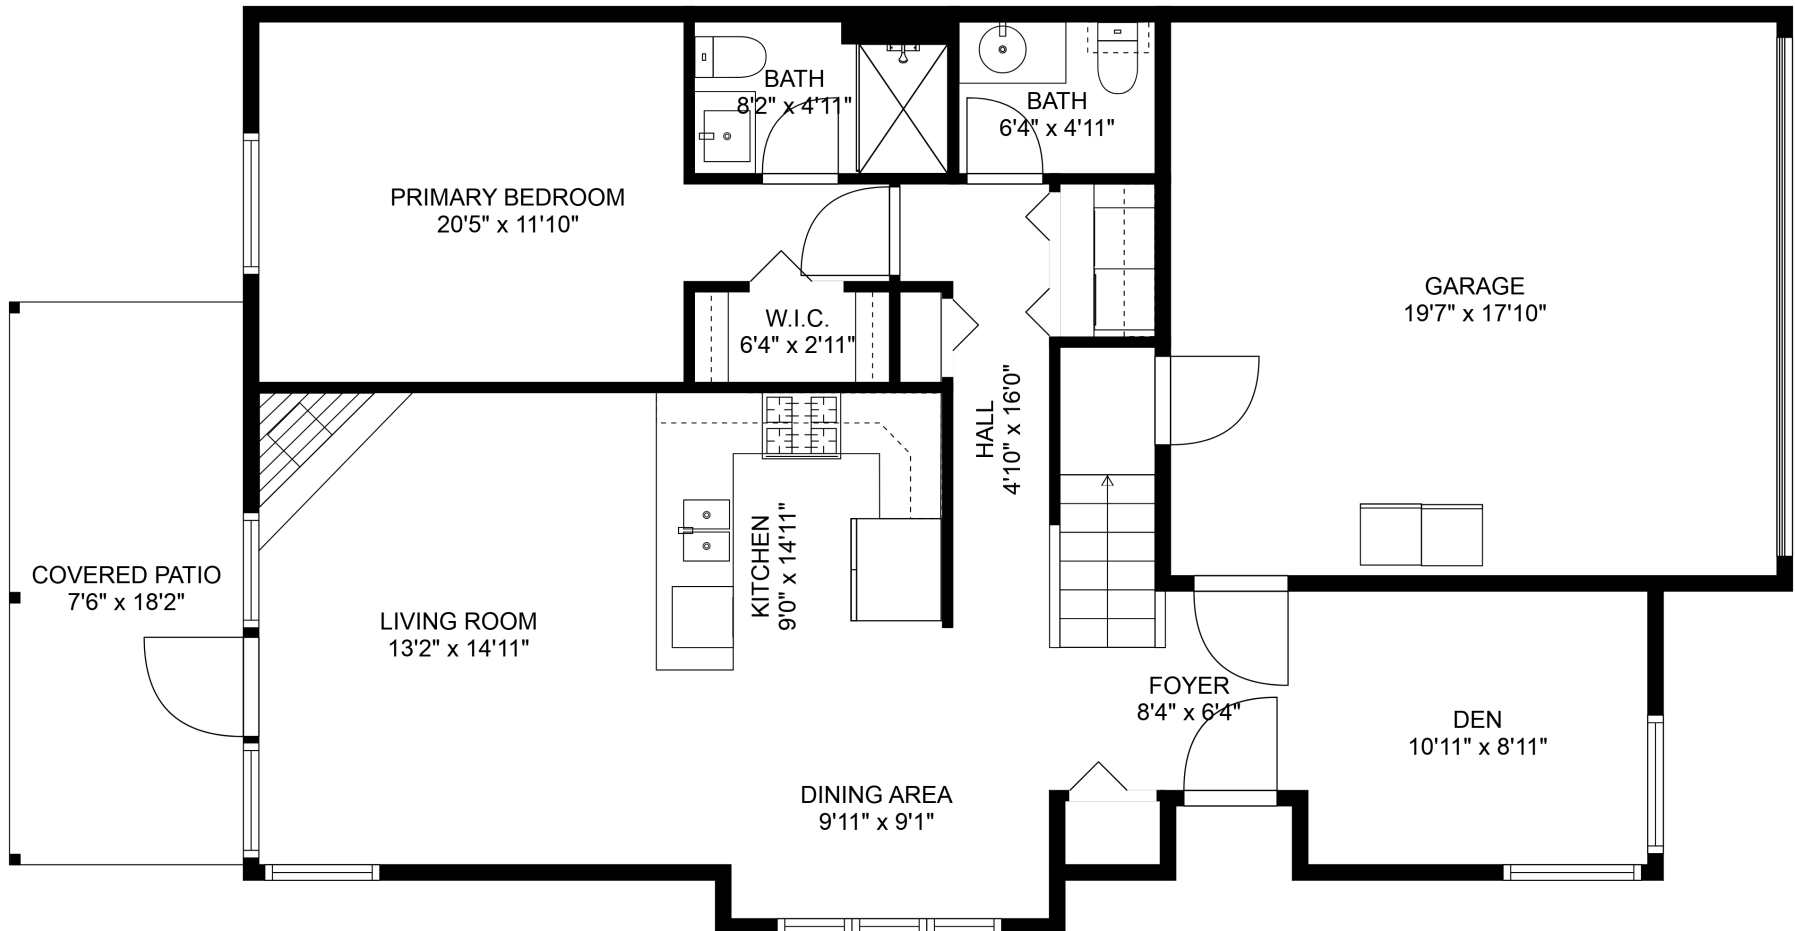 BATH
8'2" x 4'11"
BATH
6'4" x 4'11"
PRIMARY BEDROOM
20'5" x 11'10"
GARAGE
19'7" x 17'10"
W.I.C.
6'4" x 2'11"
HALL
4'10" x 16'0"
COVERED PATIO
7'6" x 18'2"
LIVING ROOM
13'2" x 14'11"
KITCHEN
9'0" x 14'11"
FOYER
8'4" x 6'4"
DEN
10'11" x 8'11"
DINING AREA
9'11" x 9'1"